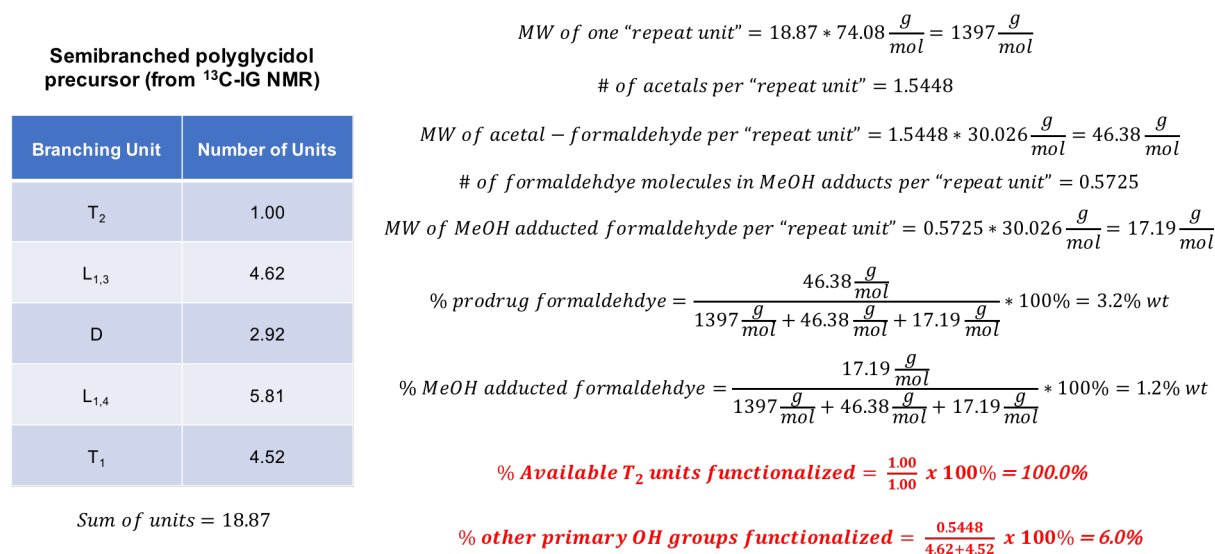 Semibranched polyglycidol
precursor (from ¹³C-IG NMR)
Branching Unit Number of Units
T₂ 1.00
L₁,₃ 4.62
D 2.92
L₁,₄ 5.81
T₁ 4.52
Sum of units = 18.87
MW of one “repeat unit” = 18.87 * 74.08 g/mol = 1397 g/mol
# of acetals per “repeat unit” = 1.5448
MW of acetal − formaldehyde per “repeat unit” = 1.5448 * 30.026 g/mol = 46.38 g/mol
# of formaldehdye molecules in MeOH adducts per “repeat unit” = 0.5725
MW of MeOH adducted formaldehyde per “repeat unit” = 0.5725 * 30.026 g/mol = 17.19 g/mol
% prodrug formaldehdye = 46.38 g/mol / 1397 g/mol + 46.38 g/mol + 17.19 g/mol * 100% = 3.2% wt
% MeOH adducted formaldehdye = 17.19 g/mol / 1397 g/mol + 46.38 g/mol + 17.19 g/mol * 100% = 1.2% wt
% Available T₂ units functionalized = 1.00/1.00 x 100% = 100.0%
% other primary OH groups functionalized = 0.5448/4.62+4.52 x 100% = 6.0%